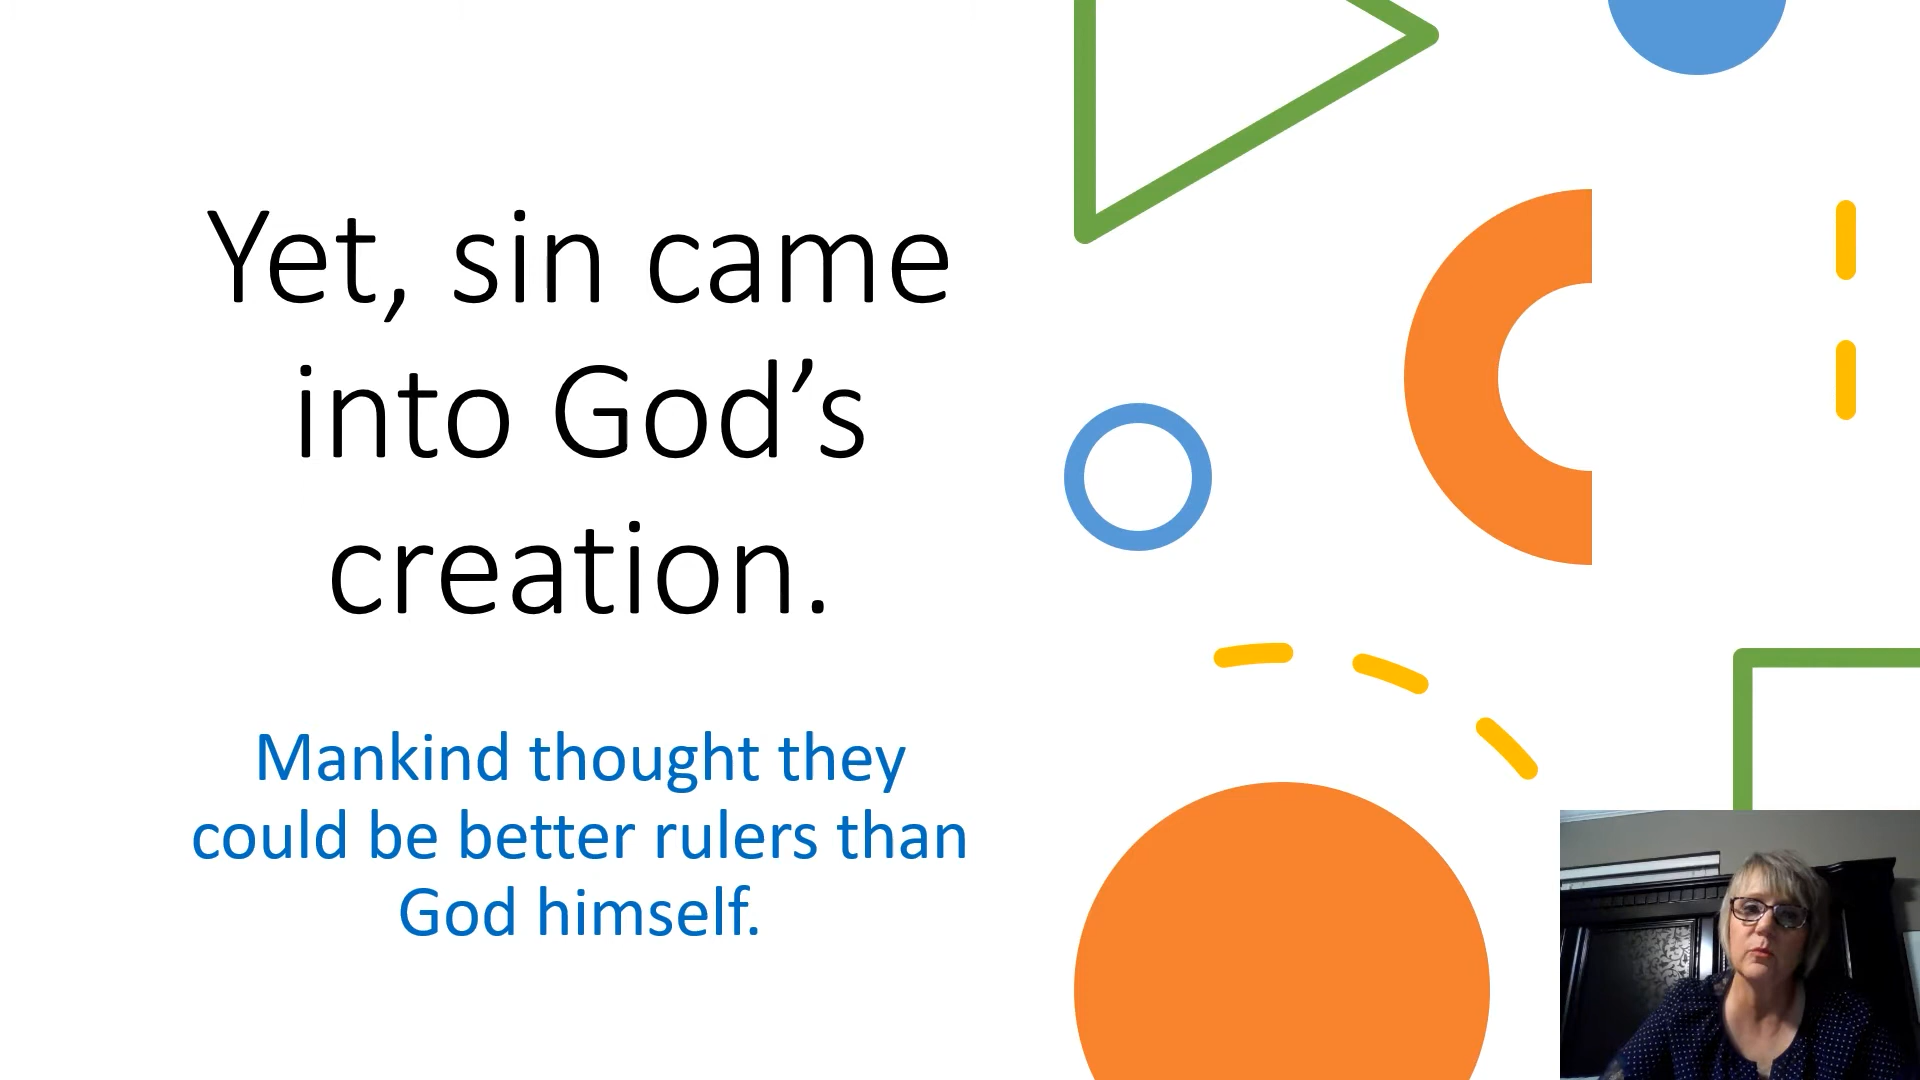 Yet, sin came
into God’s
creation.
Mankind thought they
could be better rulers than
God himself.